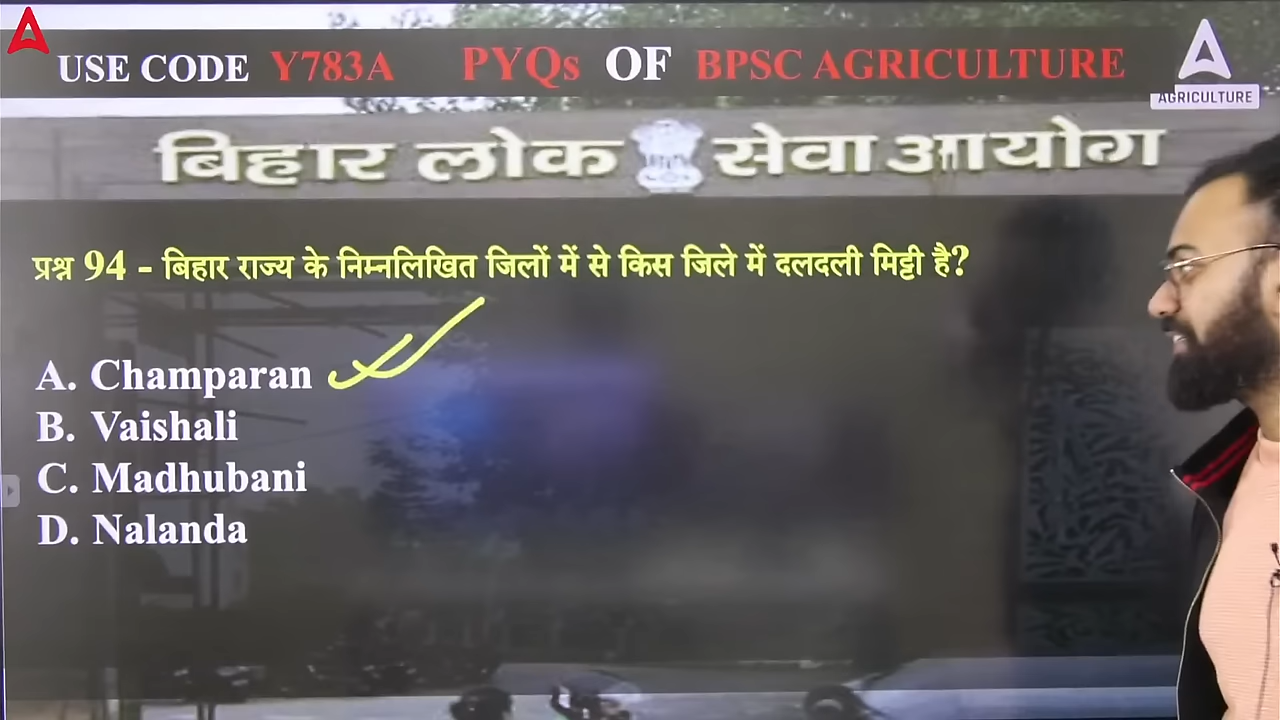 USE CODE Y783A PYQs OF BPSC AGRICULTURE
AGRICULTURE
बिहार लोक सेवा आयोग
प्रश्न 94 - बिहार राज्य के निम्नलिखित जिलों में से किस जिले में दलदली मिट्टी है?
A. Champaran
B. Vaishali
C. Madhubani
D. Nalanda